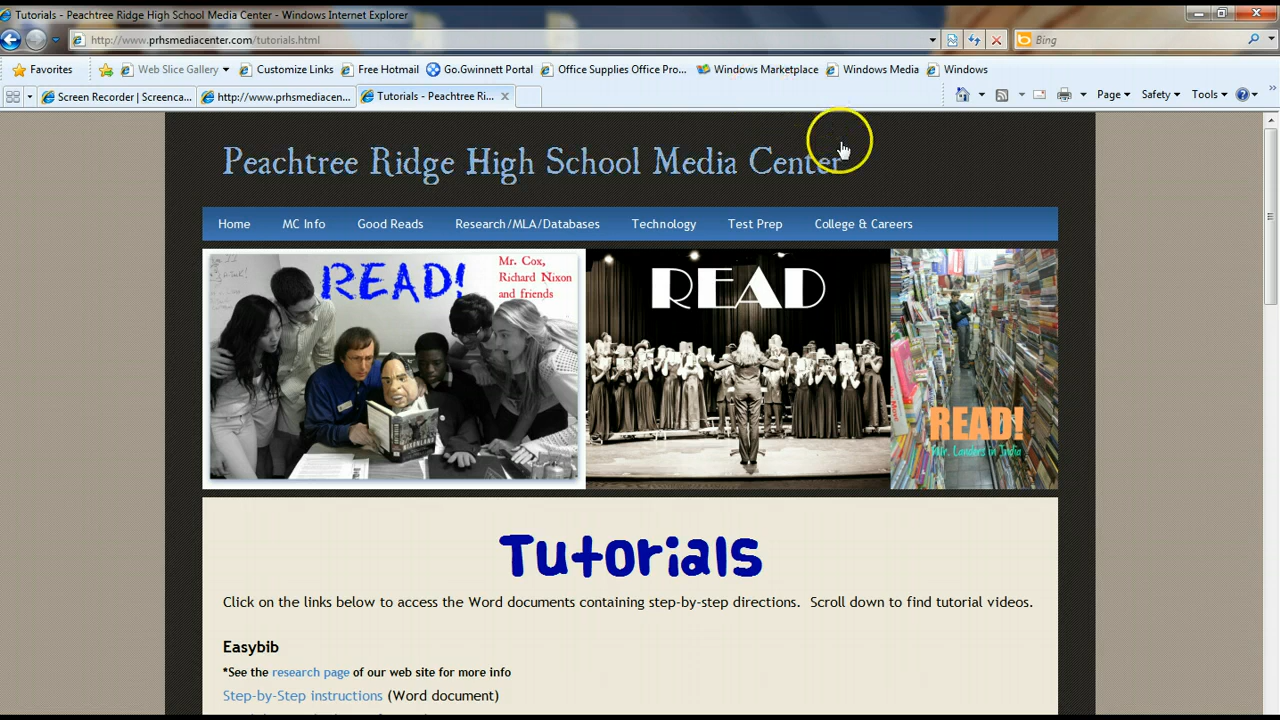 Tutorials - Peachtree Ridge High School Media Center - Windows Internet Explorer
http://www.prhsmediacenter.com/tutorials.html
Bing
Favorites Web Slice Gallery Customize Links Free Hotmail Go.Gwinnett Portal Office Supplies Office Pro... Windows Marketplace Windows Media Windows
Screen Recorder | Screenca... http://www.prhsmediacen... Tutorials - Peachtree Ri... Page Safety Tools
Peachtree Ridge High School Media Center
Home MC Info Good Reads Research/MLA/Databases Technology Test Prep College & Careers
READ!
Mr. Cox,
Richard Nixon
and friends
READ
READ!
Mr. Landers in India
Tutorials
Click on the links below to access the Word documents containing step-by-step directions. Scroll down to find tutorial videos.
Easybib
*See the research page of our web site for more info
Step-by-Step instructions (Word document)